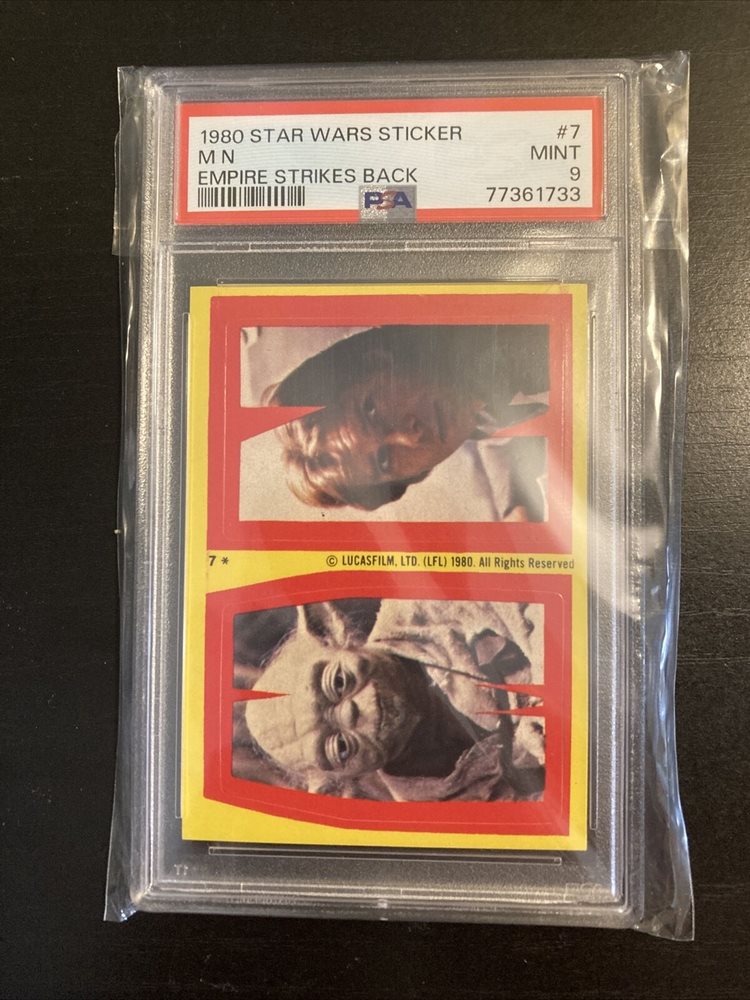 1980 STAR WARS STICKER #7
M N MINT
EMPIRE STRIKES BACK 9
PSA 77361733
7 * © LUCASFILM, LTD. (LFL) 1980. All Rights Reserved